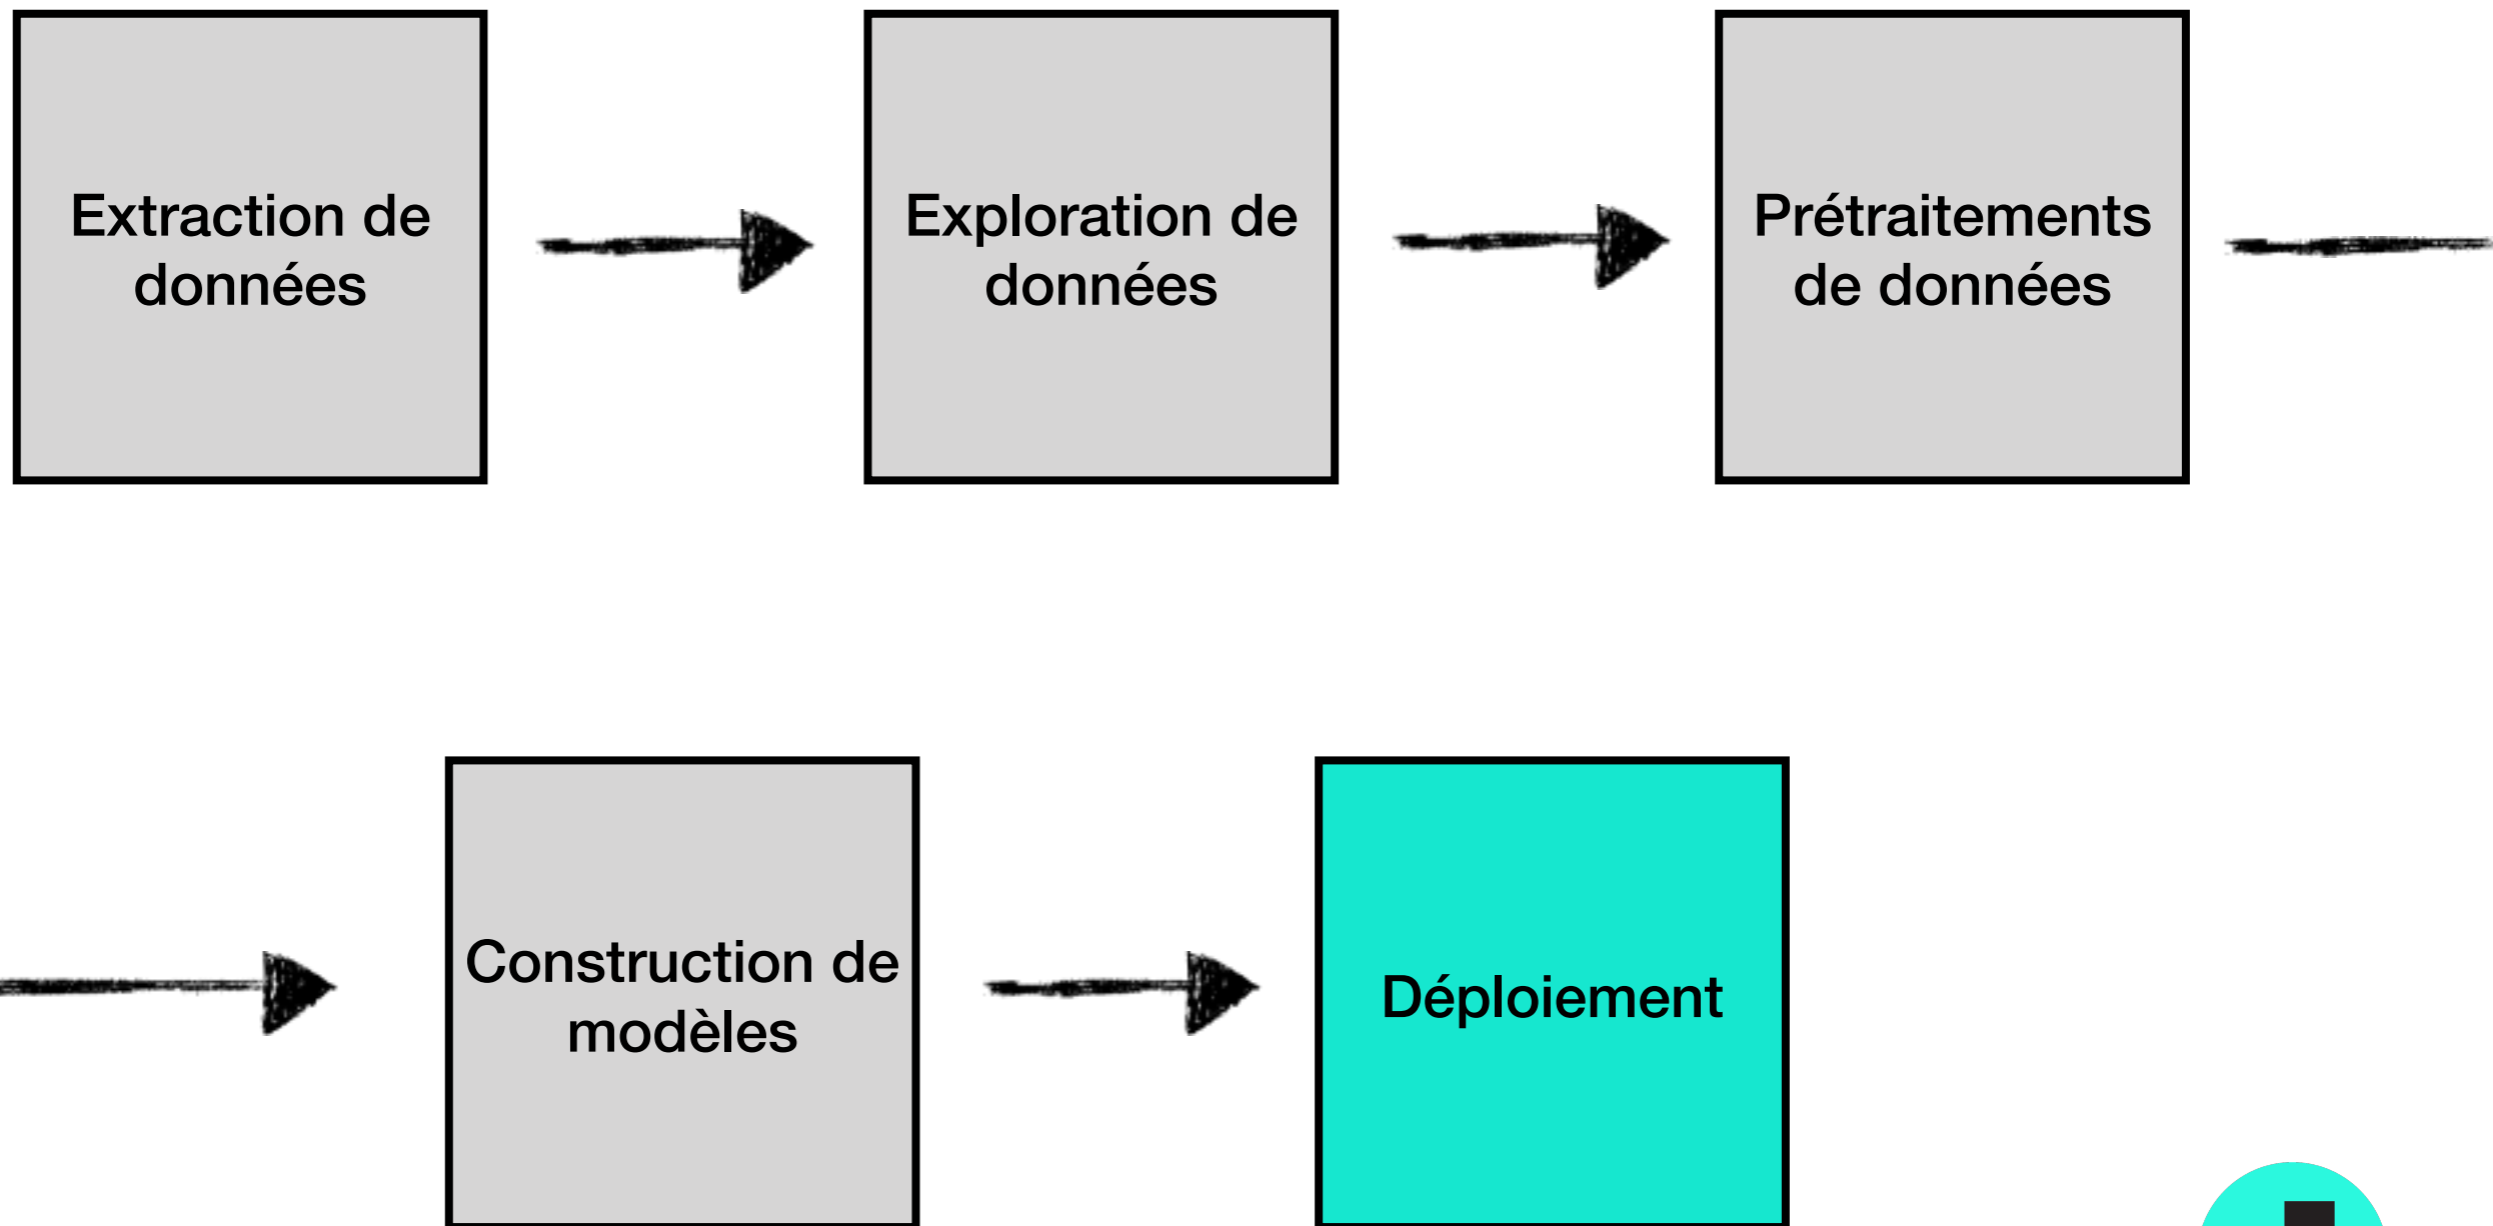 Extraction de
données
Exploration de
données
Prétraitements
de données
Construction de
modèles
Déploiement